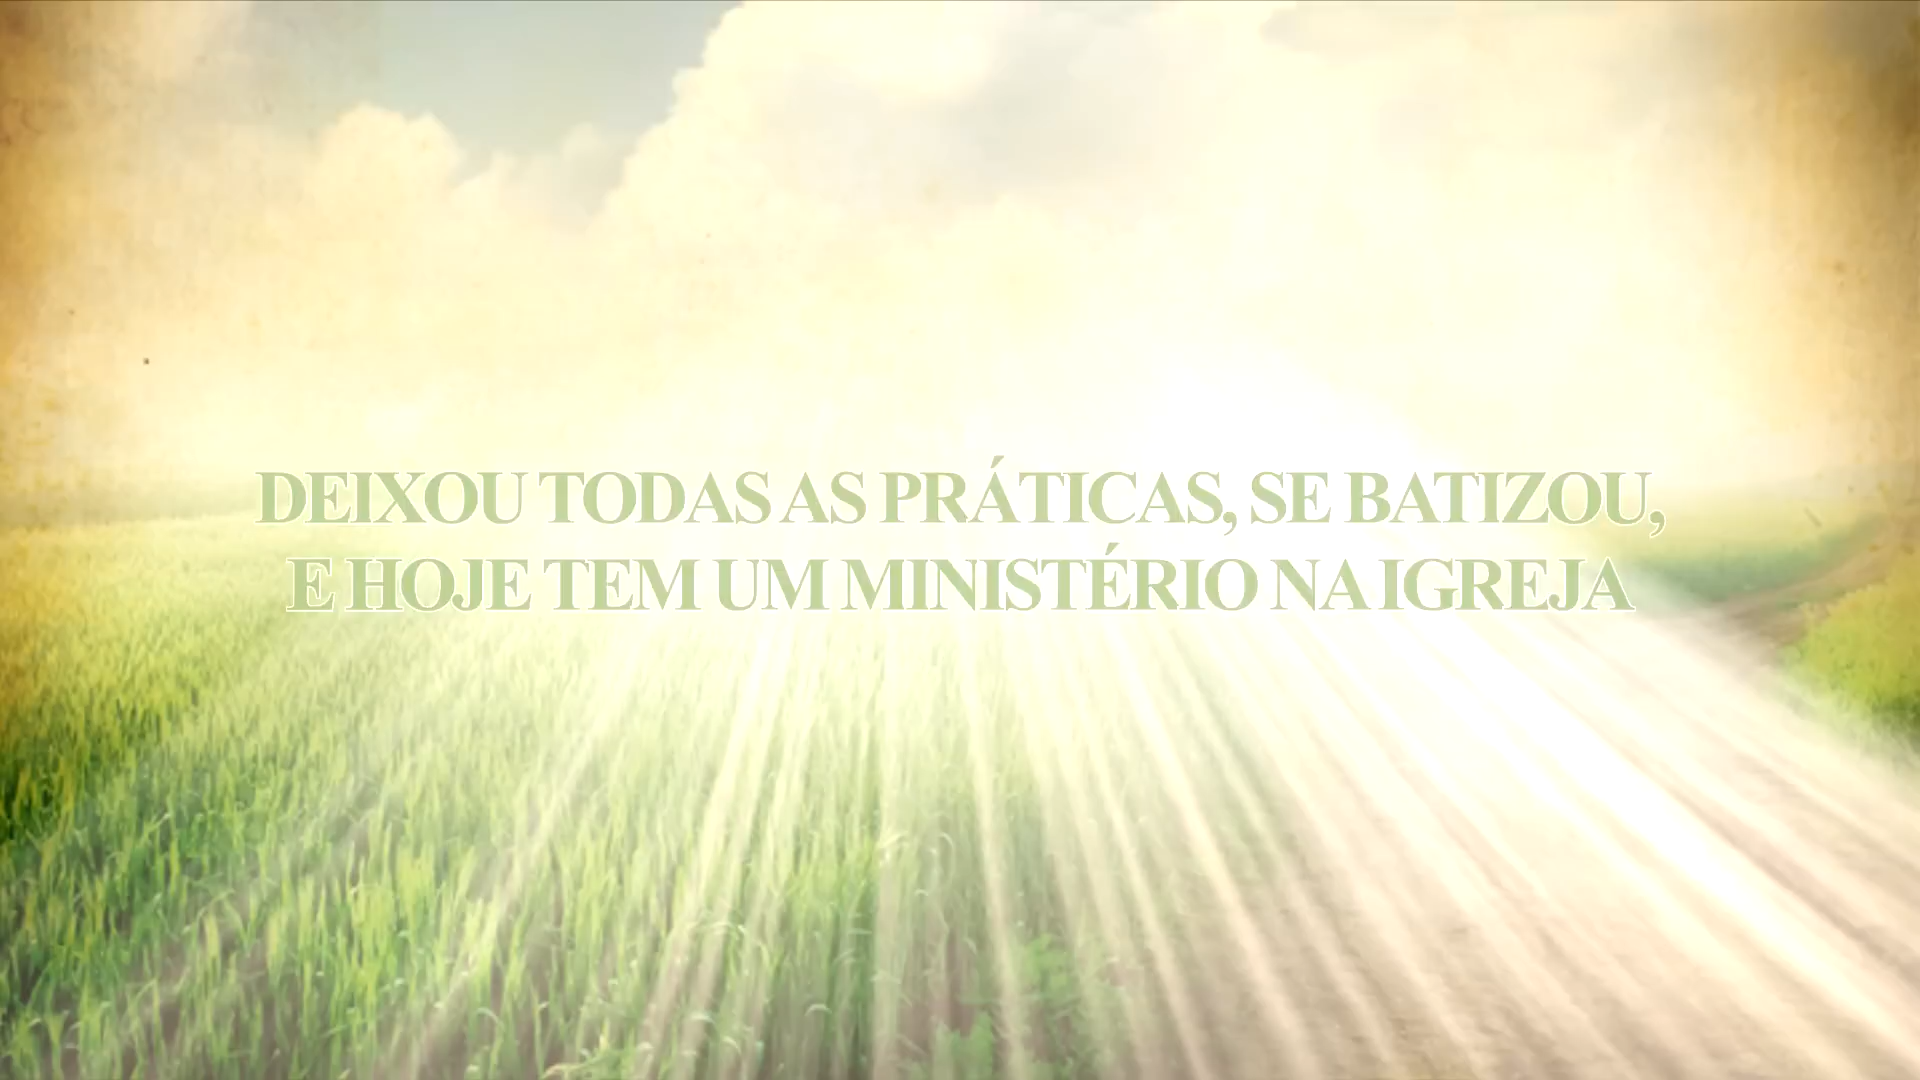 DEIXOU TODAS AS PRÁTICAS, SE BATIZOU,
E HOJE TEM UM MINISTÉRIO NA IGREJA